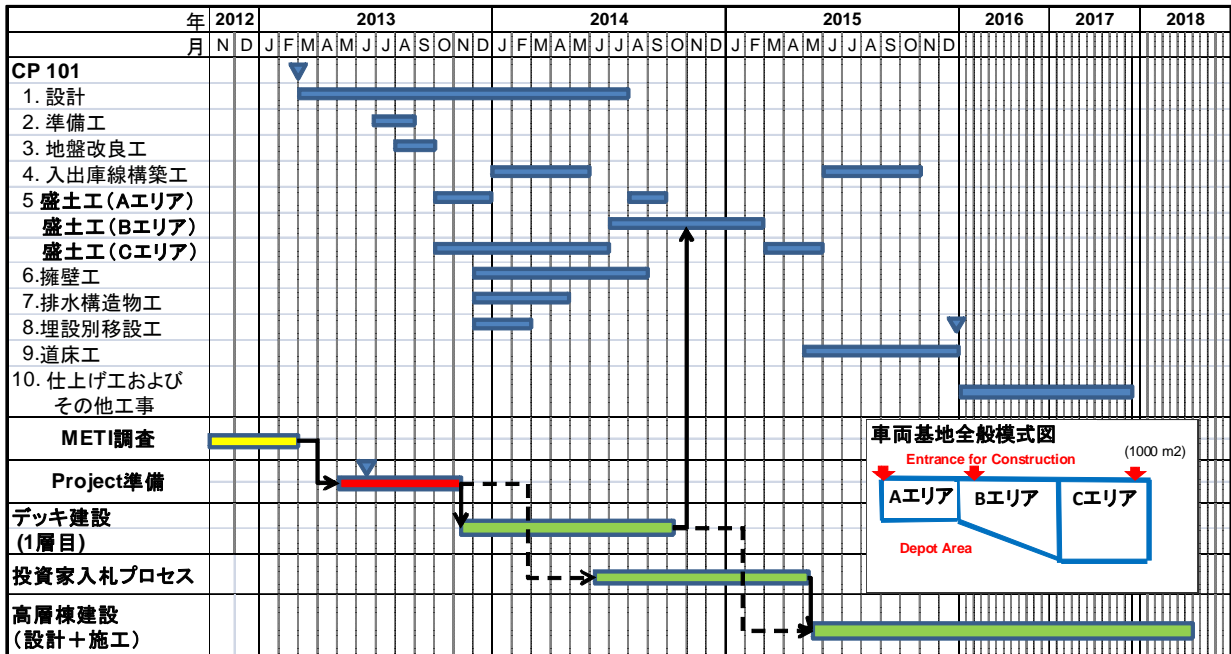 年 2012 2013 2014 2015 2016 2017 2018
月 N D J F M A M J J A S O N D J F M A M J J A S O N D J F M A M J J A S O N D
CP 101
1. 設計
2. 準備工
3. 地盤改良工
4. 入出庫線構築工
5 盛土工(Aエリア)
盛土工(Bエリア)
盛土工(Cエリア)
6.擁壁工
7.排水構造物工
8.埋設別移設工
9.道床工
10. 仕上げ工および
その他工事
METI調査
Project準備
デッキ建設
(1層目)
投資家入札プロセス
高層棟建設
(設計+施工)
車両基地全般模式図
(1000 m2)
Entrance for Construction
Aエリア Bエリア Cエリア
Depot Area